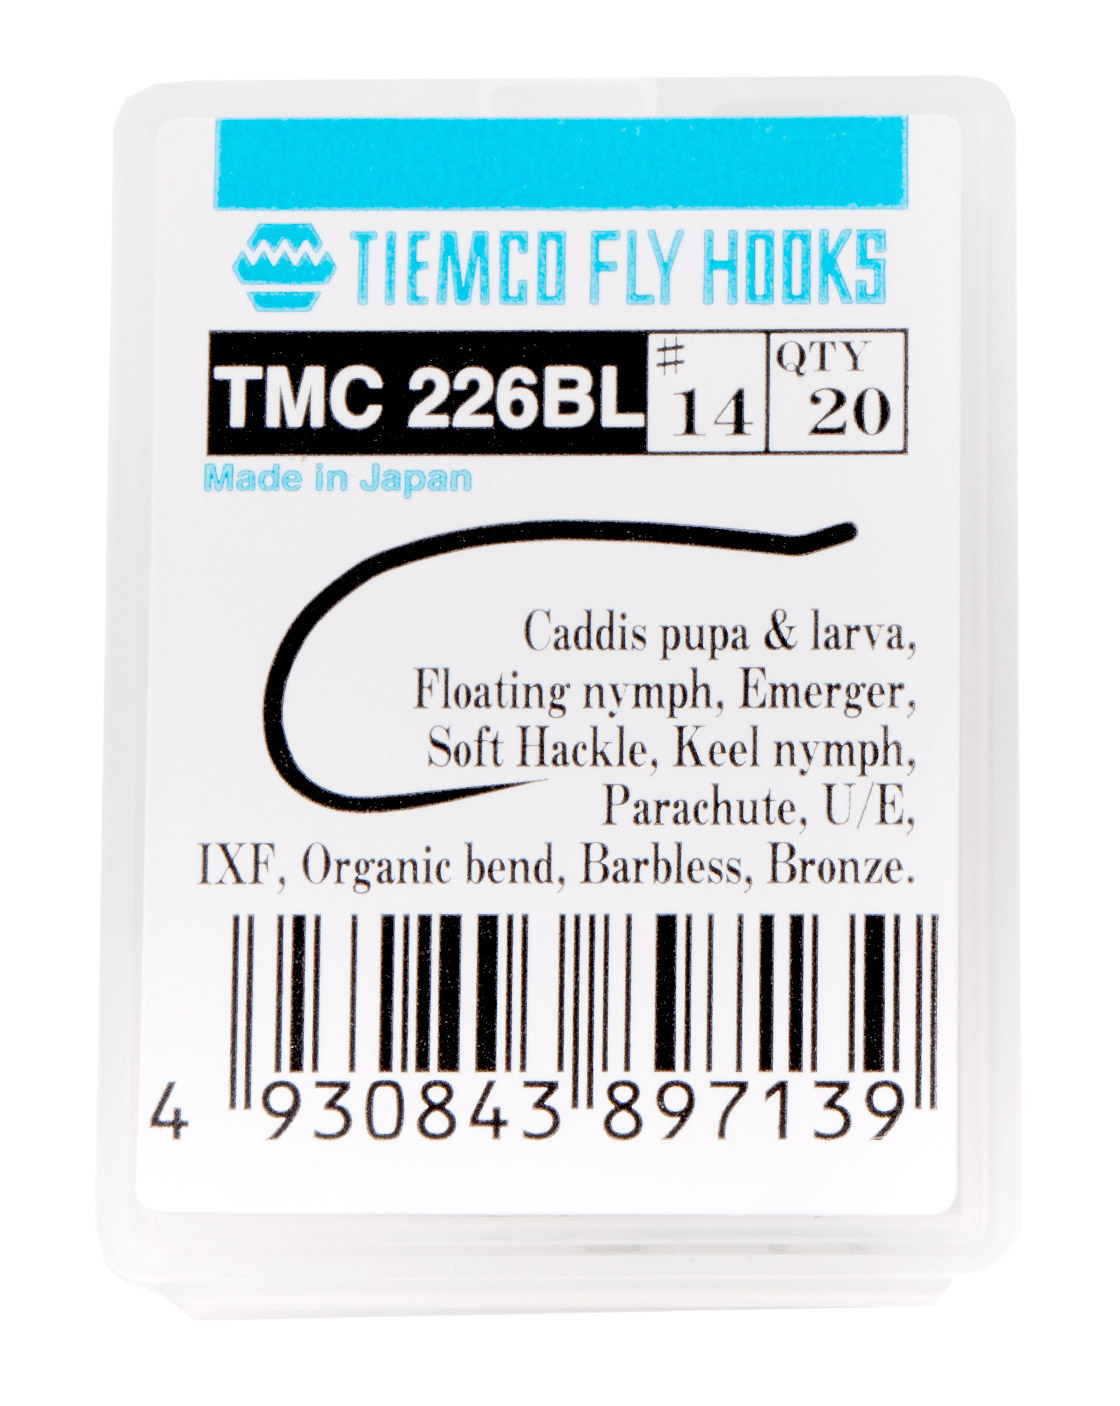 TIEMCO FLY HOOKS
TMC 226BL # 14 QTY 20
Made in Japan
Caddis pupa & larva,
Floating nymph, Emerger,
Soft Hackle, Keel nymph,
Parachute, U/E,
IXF, Organic bend, Barbless, Bronze.
4 930843 897139